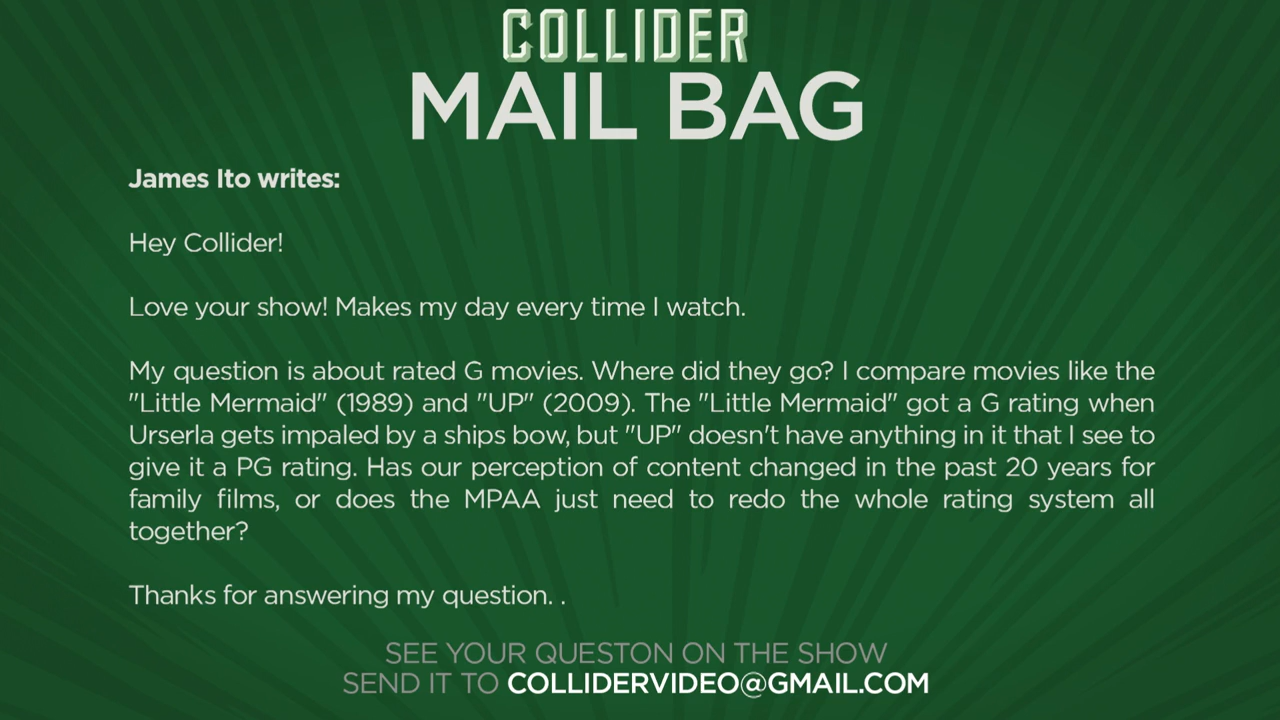 COLLIDER
MAIL BAG
James Ito writes:
Hey Collider!
Love your show! Makes my day every time I watch.
My question is about rated G movies. Where did they go? I compare movies like the
"Little Mermaid" (1989) and "UP" (2009). The "Little Mermaid" got a G rating when
Urserla gets impaled by a ships bow, but "UP" doesn't have anything in it that I see to
give it a PG rating. Has our perception of content changed in the past 20 years for
family films, or does the MPAA just need to redo the whole rating system all
together?
Thanks for answering my question. .
SEE YOUR QUESTON ON THE SHOW
SEND IT TO COLLIDERVIDEO@GMAIL.COM